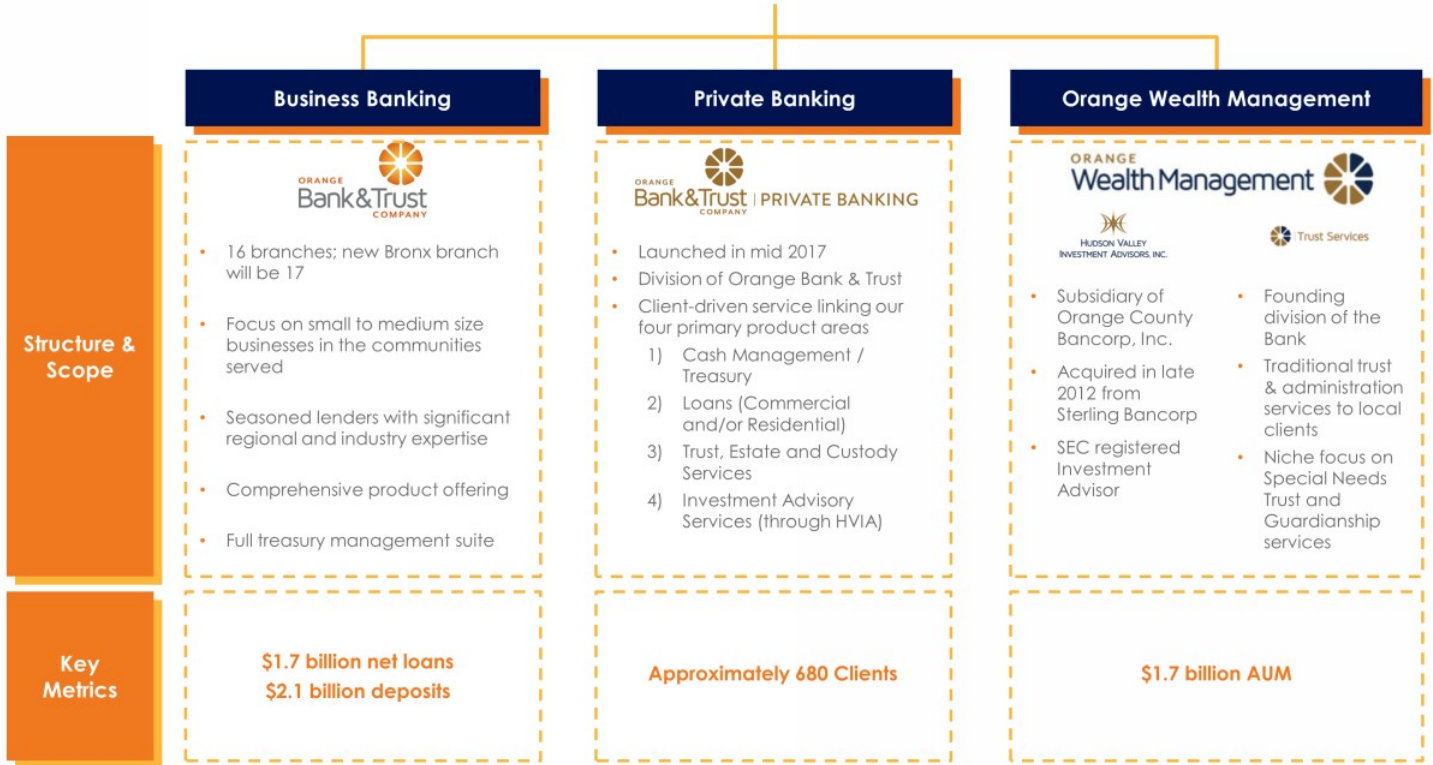 Business Banking
Private Banking
Orange Wealth Management
Structure &
Scope
ORANGE
Bank&Trust
COMPANY
• 16 branches; new Bronx branch
will be 17
• Focus on small to medium size
businesses in the communities
served
• Seasoned lenders with significant
regional and industry expertise
• Comprehensive product offering
• Full treasury management suite
ORANGE
Bank&Trust | PRIVATE BANKING
COMPANY
• Launched in mid 2017
• Division of Orange Bank & Trust
• Client-driven service linking our
four primary product areas
1) Cash Management /
Treasury
2) Loans (Commercial
and/or Residential)
3) Trust, Estate and Custody
Services
4) Investment Advisory
Services (through HVIA)
ORANGE
Wealth Management
HUDSON VALLEY
INVESTMENT ADVISORS, INC.
• Subsidiary of
Orange County
Bancorp, Inc.
• Acquired in late
2012 from
Sterling Bancorp
• SEC registered
Investment
Advisor
Trust Services
• Founding
division of the
Bank
• Traditional trust
& administration
services to local
clients
• Niche focus on
Special Needs
Trust and
Guardianship
services
Key
Metrics
$1.7 billion net loans
$2.1 billion deposits
Approximately 680 Clients
$1.7 billion AUM